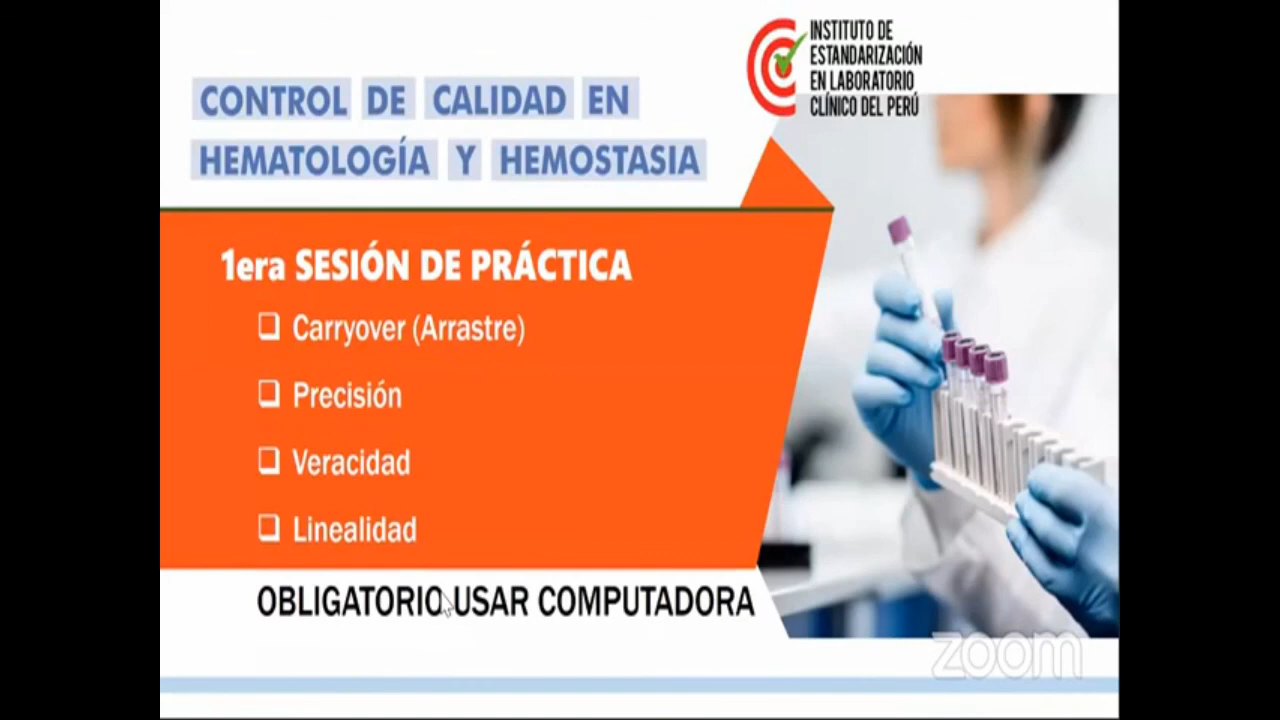 INSTITUTO DE
ESTANDARIZACIÓN
EN LABORATORIO
CLÍNICO DEL PERÚ
CONTROL DE CALIDAD EN
HEMATOLOGÍA Y HEMOSTASIA
1era SESIÓN DE PRÁCTICA
❑ Carryover (Arrastre)
❑ Precisión
❑ Veracidad
❑ Linealidad
OBLIGATORIO USAR COMPUTADORA
zoom